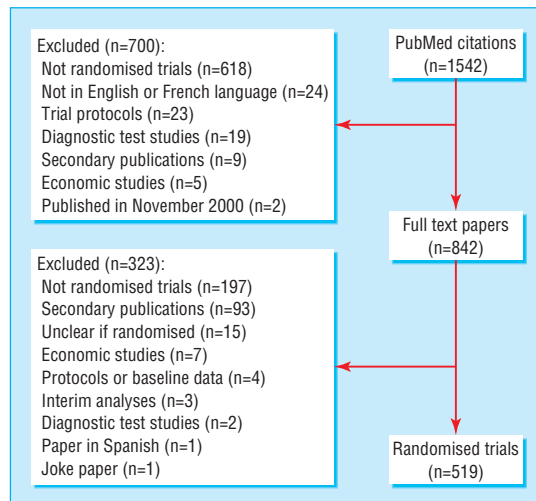 PubMed citations
(n=1542)
Excluded (n=700):
Not randomised trials (n=618)
Not in English or French language (n=24)
Trial protocols (n=23)
Diagnostic test studies (n=19)
Secondary publications (n=9)
Economic studies (n=5)
Published in November 2000 (n=2)
Full text papers
(n=842)
Excluded (n=323):
Not randomised trials (n=197)
Secondary publications (n=93)
Unclear if randomised (n=15)
Economic studies (n=7)
Protocols or baseline data (n=4)
Interim analyses (n=3)
Diagnostic test studies (n=2)
Paper in Spanish (n=1)
Joke paper (n=1)
Randomised trials
(n=519)